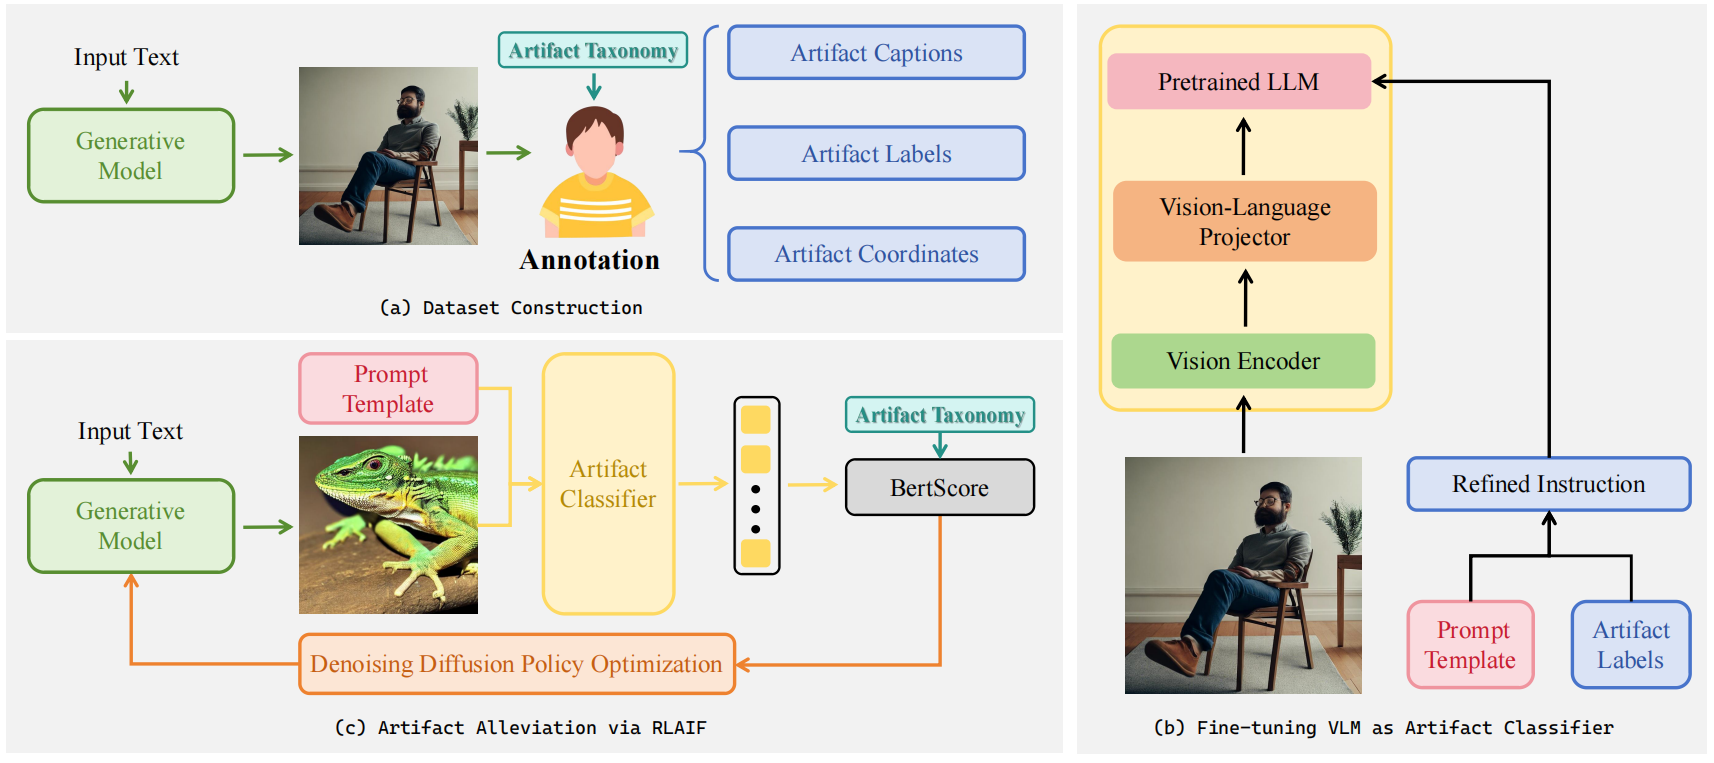 Input Text
Generative
Model
Artifact Taxonomy
Annotation
Artifact Captions
Artifact Labels
Artifact Coordinates
(a) Dataset Construction
Prompt
Template
Input Text
Generative
Model
Artifact
Classifier
Artifact Taxonomy
BertScore
Denoising Diffusion Policy Optimization
(c) Artifact Alleviation via RLAIF
Pretrained LLM
Vision-Language
Projector
Vision Encoder
Refined Instruction
Prompt
Template
Artifact
Labels
(b) Fine-tuning VLM as Artifact Classifier